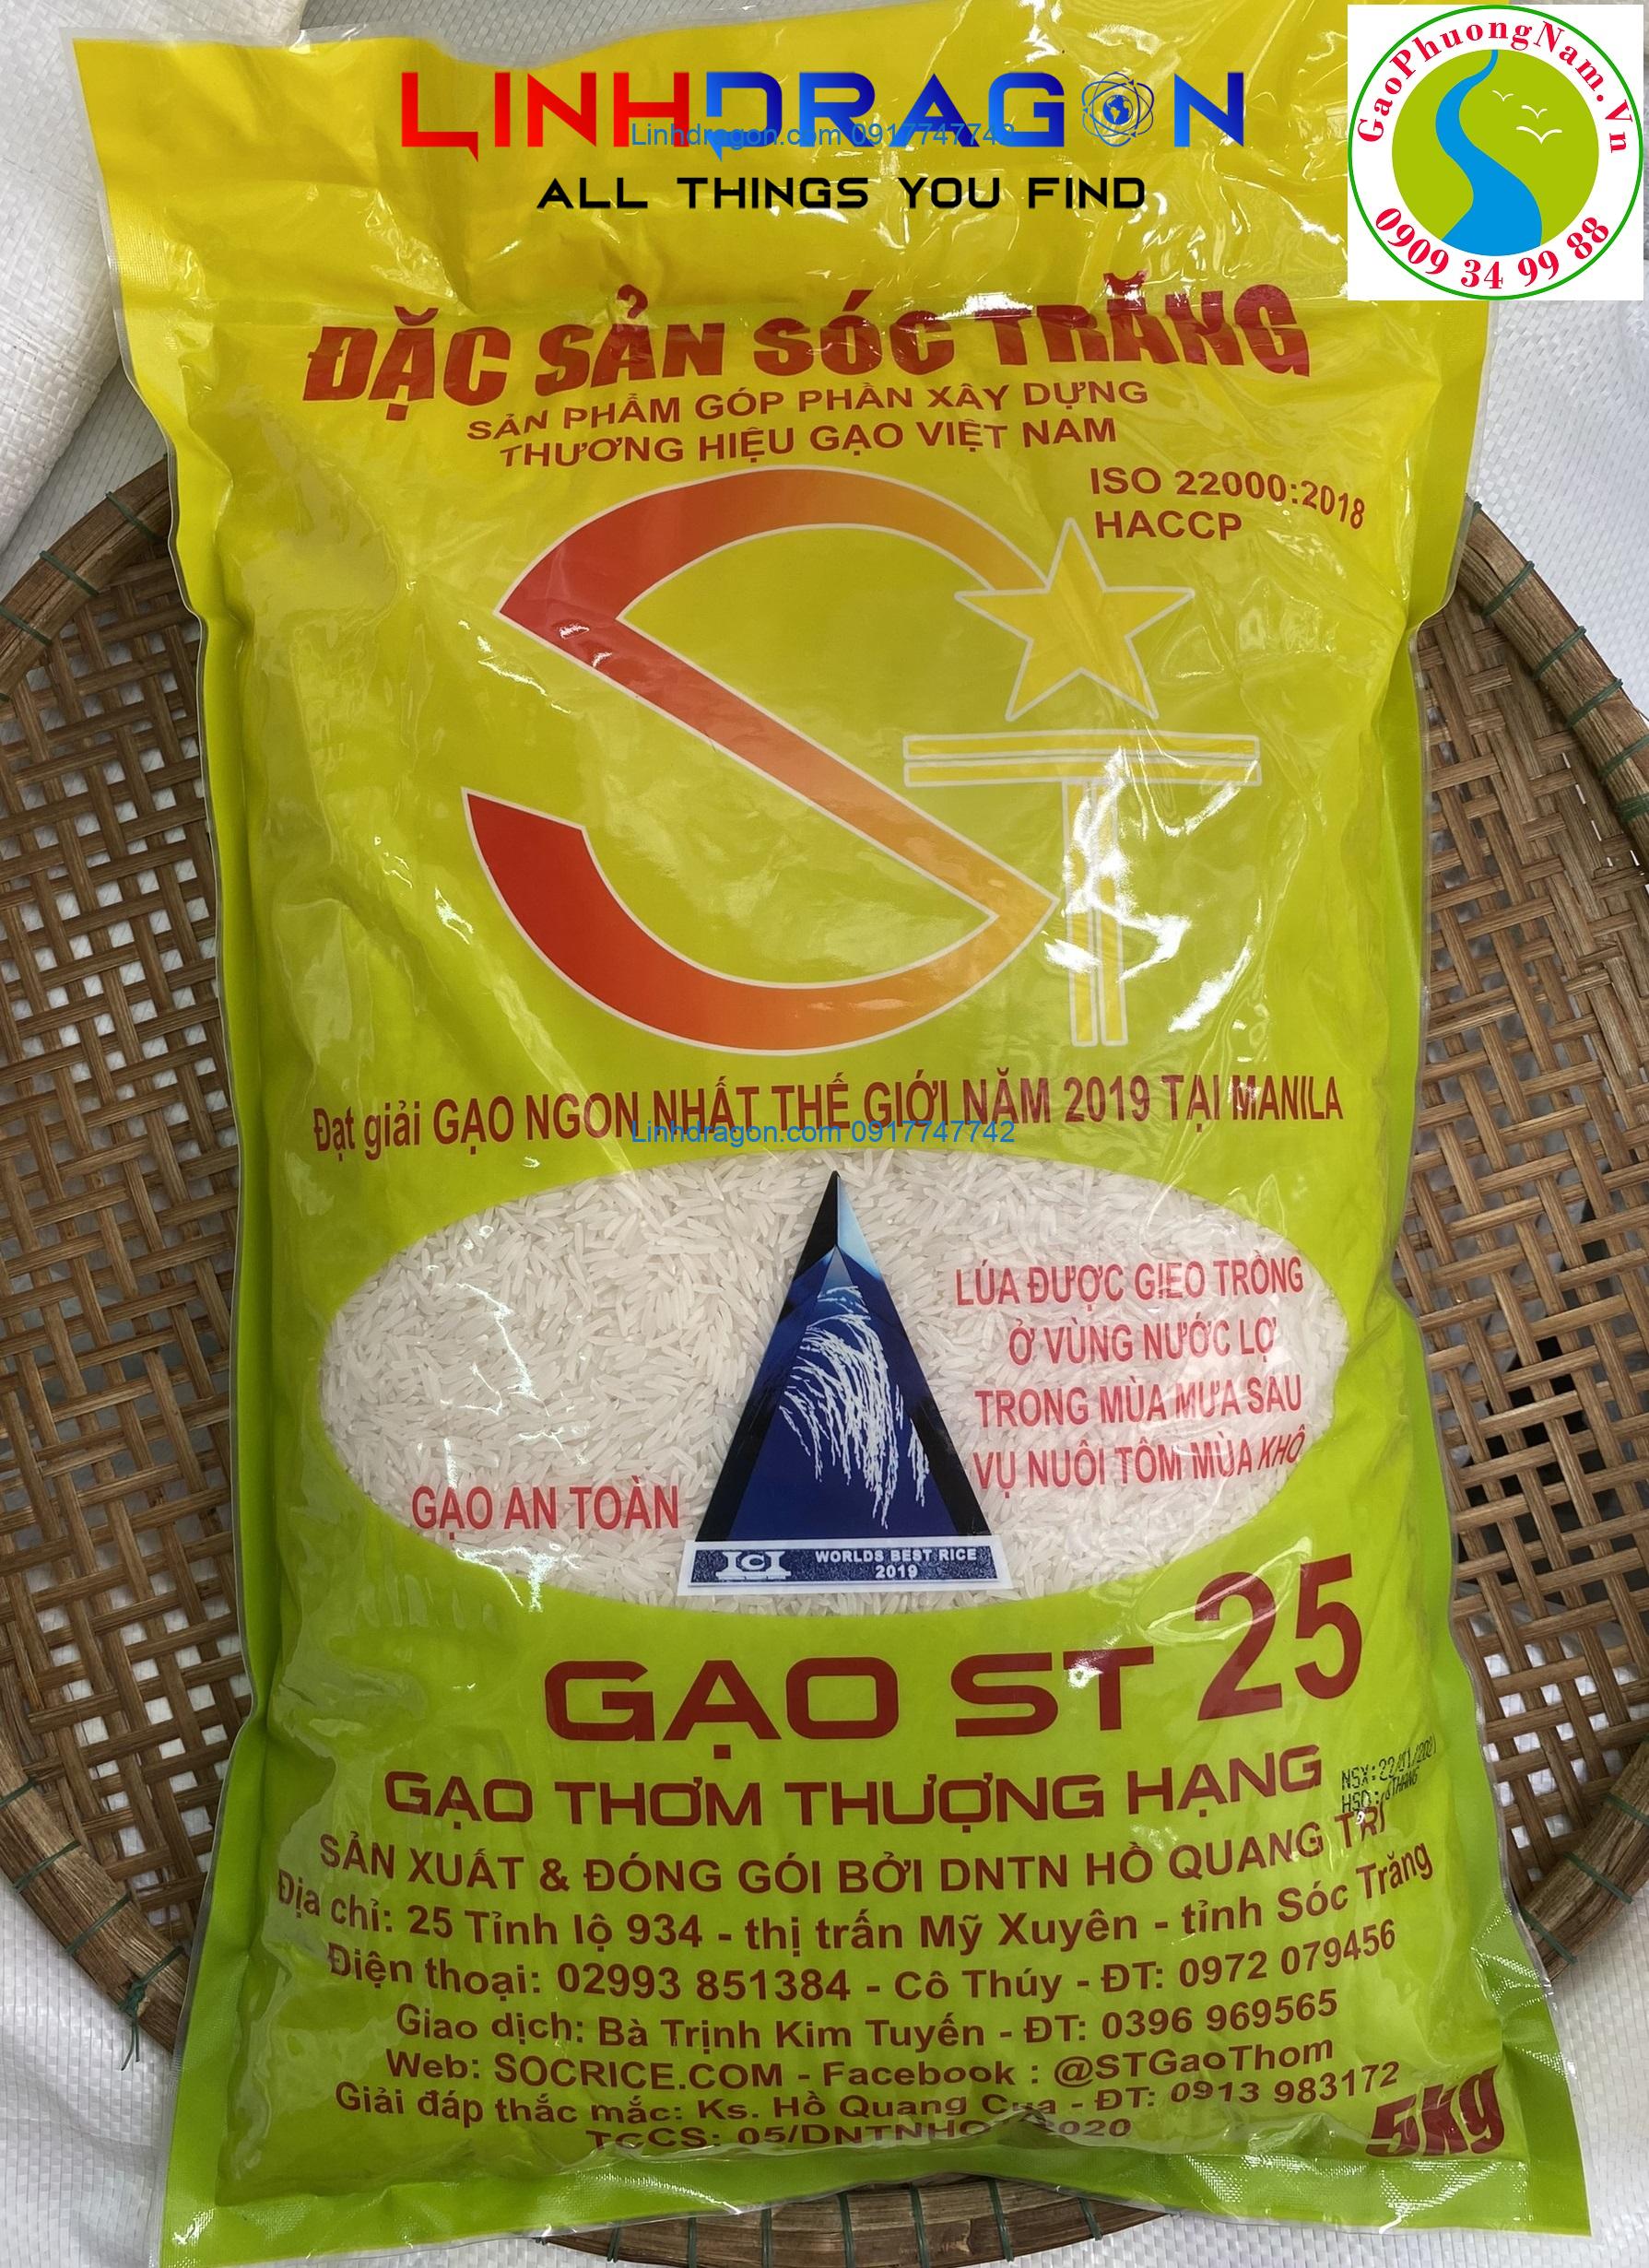 LINHDRAGON
Linhdragon.com 0917747742
ALL THINGS YOU FIND
GaoPhuongNam.Vn
0909 34 99 88
ĐẶC SẢN SÓC TRĂNG
SẢN PHẨM GÓP PHẦN XÂY DỰNG
THƯƠNG HIỆU GẠO VIỆT NAM
ISO 22000:2018
HACCP
ST
Đạt giải GẠO NGON NHẤT THẾ GIỚI NĂM 2019 TẠI MANILA
Linhdragon.com 0917747742
LÚA ĐƯỢC GIEO TRỒNG
Ở VÙNG NƯỚC LỢ
TRONG MÙA MƯA SAU
VỤ NUÔI TÔM MÙA KHÔ
GẠO AN TOÀN
WORLDS BEST RICE
2019
GẠO ST 25
GẠO THƠM THƯỢNG HẠNG
NSX:
HSD: THANG
SẢN XUẤT & ĐÓNG GÓI BỞI DNTN HỒ QUANG TRÍ
Địa chỉ: 25 Tỉnh lộ 934 - thị trấn Mỹ Xuyên - tỉnh Sóc Trăng
Điện thoại: 02993 851384 - Cô Thúy - ĐT: 0972 079456
Giao dịch: Bà Trịnh Kim Tuyến - ĐT: 0396 969565
Web: SOCRICE.COM - Facebook : @STGaoThom
Giải đáp thắc mắc: Ks. Hồ Quang Cua - ĐT: 0913 983172
TCCS:
5kg